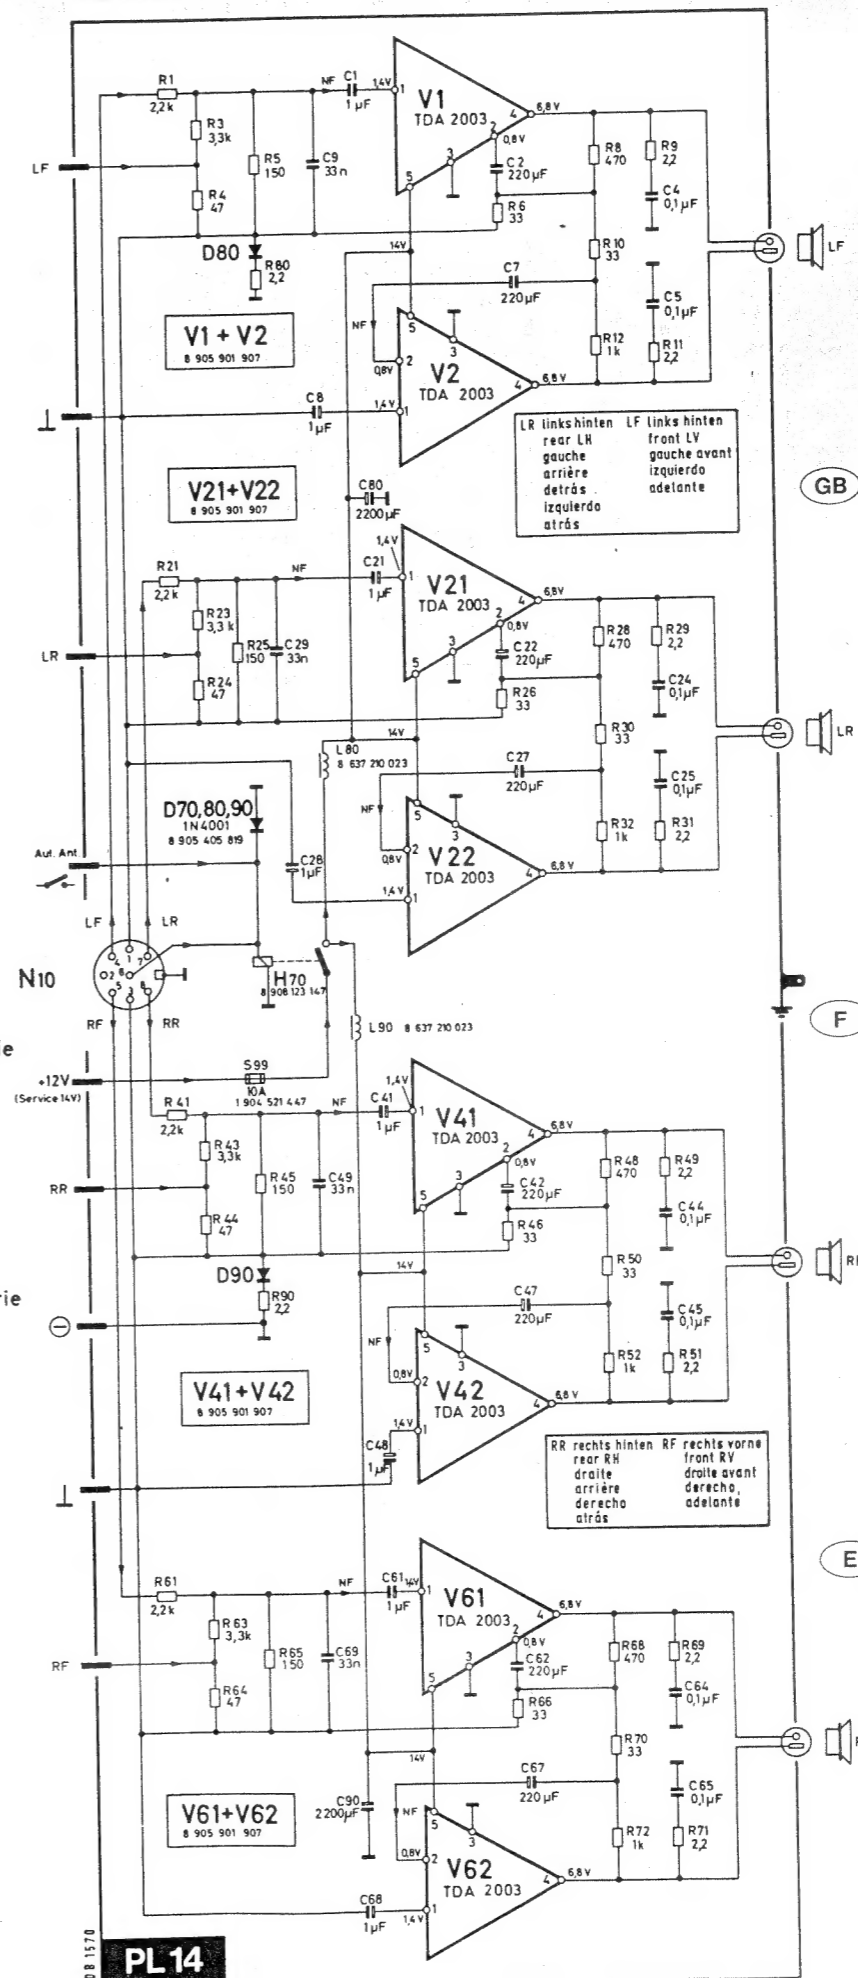 R1
2,2k
R3
3,3k
R4
47
R5
150
C9
33n
NF
C1
1µF
1,4V
1
V1
TDA 2003
4
6,8V
2
0,8V
3
5
C2
220µF
R6
33
R8
470
R9
2,2
C4
0,1µF
LF
D80
R80
2,2
14V
R10
33
LF
C7
220µF
C5
0,1µF
V1 + V2
8 905 901 907
NF
5
3
R12
1k
R11
2,2
0,8V
2
V2
TDA 2003
4
6,8V
C8
1µF
1,4V
1
LR links hinten LF links hinten
rear LH front LV
gauche gauche avant
arrière izquierdo
detrás adelante
izquierdo
atrás
GB
V21+V22
8 905 901 907
C80
2200µF
R21
2,2k
R23
3,3k
R24
47
R25
150
C29
33n
NF
C21
1µF
1,4V
1
V21
TDA 2003
4
6,8V
2
0,8V
3
5
C22
220µF
R26
33
R28
470
R29
2,2
C24
0,1µF
LR
L80
8 637 210 023
14V
R30
33
LR
C27
220µF
C25
0,1µF
D70,80,90
1N4001
8 905 405 819
NF
5
3
R32
1k
R31
2,2
Aut. Ant.
C28
1µF
0,8V
2
V22
TDA 2003
4
6,8V
1,4V
1
LF
LR
N10
4
1
7
2
6
5
3
8
H70
8 908 123 147
RF
RR
L90 8 637 210 023
F
ie
+12V
(Service 14V)
S99
10A
1 904 521 447
R41
2,2k
R43
3,3k
R44
47
R45
150
C49
33n
NF
C41
1µF
1,4V
1
V41
TDA 2003
4
6,8V
2
0,8V
3
5
C42
220µF
R46
33
R48
470
R49
2,2
C44
0,1µF
RR
D90
R90
2,2
14V
R50
33
C47
220µF
C45
0,1µF
rie
NF
5
3
R52
1k
R51
2,2
V41+V42
8 905 901 907
0,8V
2
V42
TDA 2003
4
6,8V
C48
1µF
1,4V
1
RR rechts hinten RF rechts vorne
rear RH front RV
droite droite avant
arrière derecho,
derecho adelante
atrás
E
R61
2,2k
R63
3,3k
R64
47
R65
150
C69
33n
NF
C61
1µF
1,4V
1
V61
TDA 2003
4
6,8V
2
0,8V
3
5
C62
220µF
R66
33
R68
470
R69
2,2
C64
0,1µF
RF
14V
R70
33
C67
220µF
C65
0,1µF
V61+V62
8 905 901 907
C90
2200µF
NF
5
3
R72
1k
R71
2,2
0,8V
2
V62
TDA 2003
4
6,8V
C68
1µF
1,4V
1
PL14